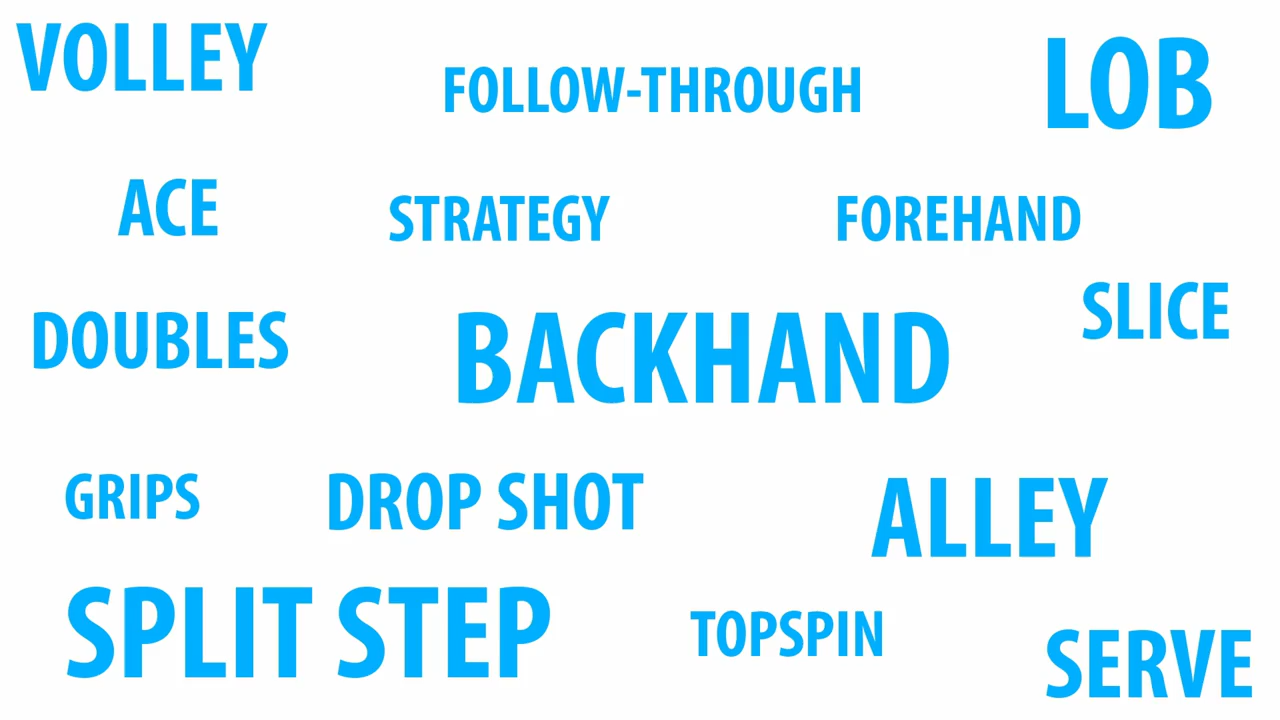 VOLLEY
FOLLOW-THROUGH
LOB
ACE
STRATEGY
FOREHAND
SLICE
DOUBLES
BACKHAND
GRIPS
DROP SHOT
ALLEY
SPLIT STEP
TOPSPIN
SERVE